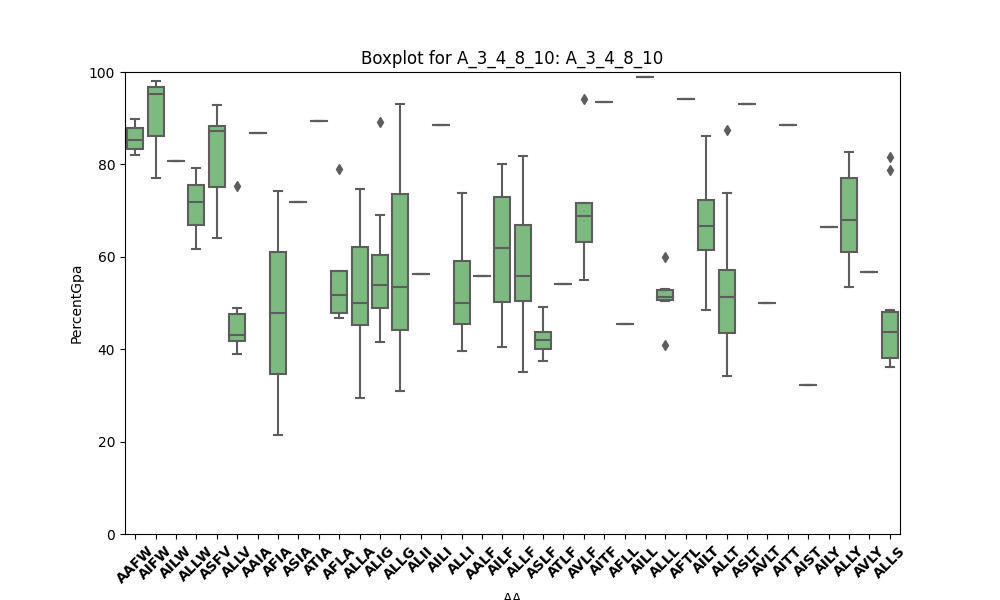 Boxplot for A_3_4_8_10: A_3_4_8_10
PercentGpa
100
80
60
40
20
0
AAFW AIFW AILW ALLW ASFV ALLV AAIA AFIA ASIA ATIA AFLA ALLA ALIG ALLG ALII AILI ALLI AALF AILF ALLF ASLF ATLF AVLF AITF AFLL AILL ALLL AFTL AILT ALLT ASLT AVLT AITT AIST AILY ALLY AVLY ALLS
AA